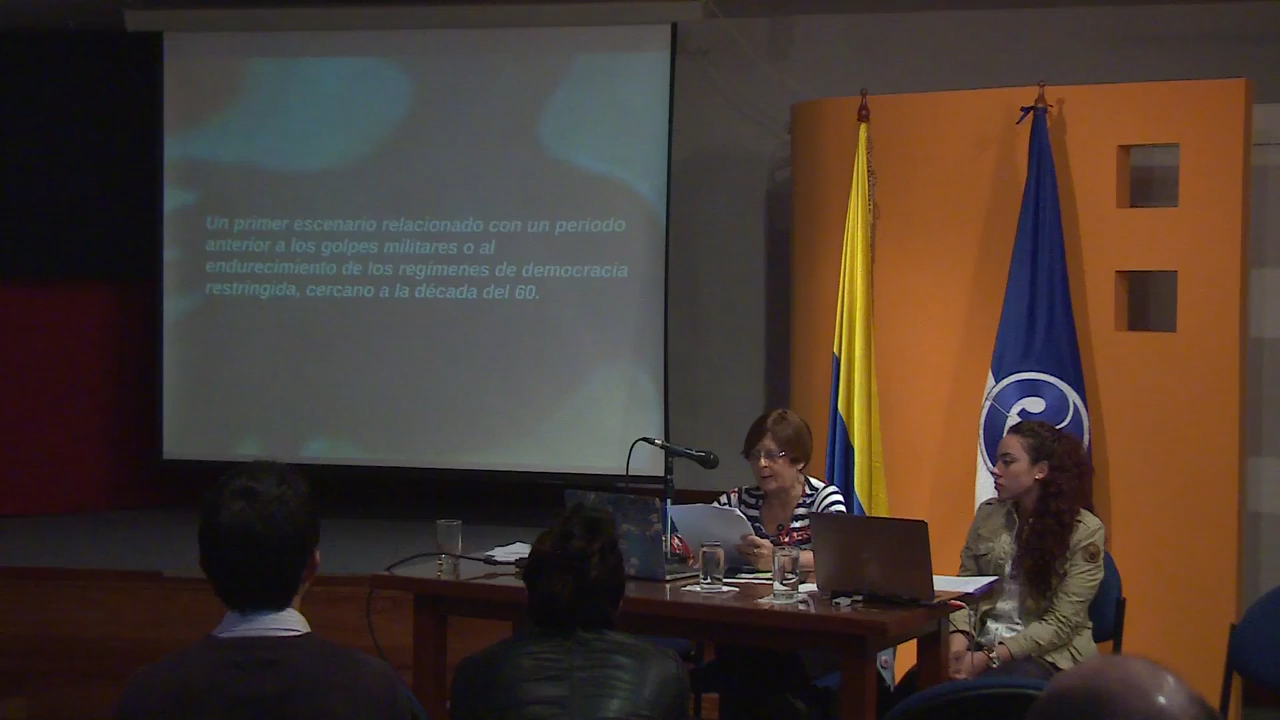 Un primer escenario relacionado con un período
anterior a los golpes militares o al
endurecimiento de los regímenes de democracia
restringida, cercano a la década del 60.